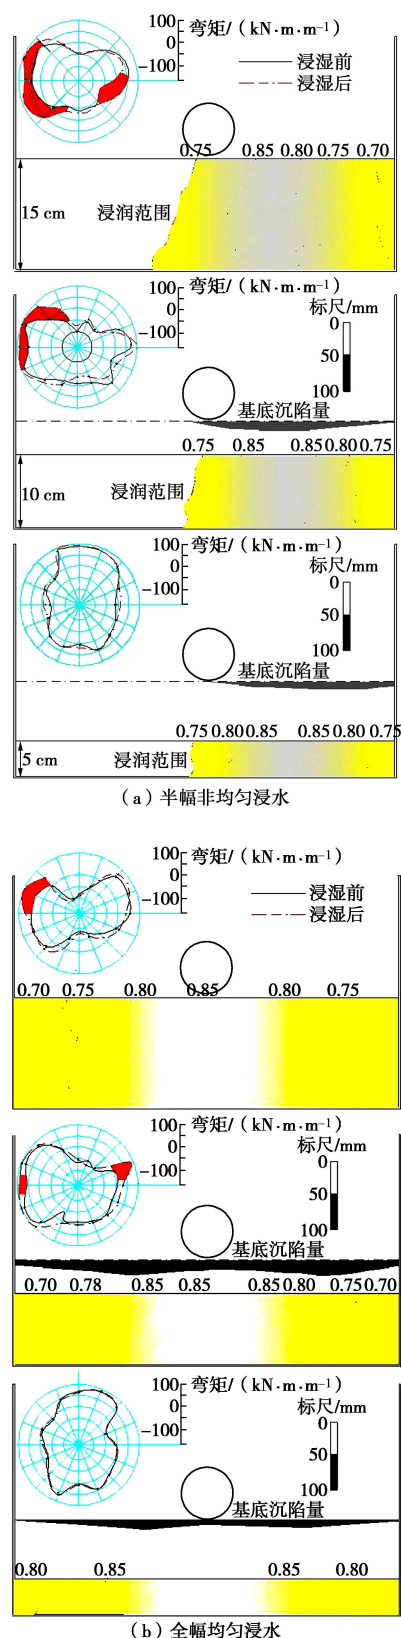 100
0
−100
弯矩/（kN·m·m⁻¹）
浸湿前
浸湿后
0.75 0.85 0.80 0.75 0.70
15 cm
浸润范围
100
0
−100
弯矩/（kN·m·m⁻¹）
标尺/mm
0
50
100
基底沉陷量
0.75 0.85 0.85 0.80 0.75
10 cm
浸润范围
100
0
−100
弯矩/（kN·m·m⁻¹）
标尺/mm
0
50
100
基底沉陷量
0.75 0.80 0.85 0.85 0.80 0.75
5 cm
浸润范围
（a）半幅非均匀浸水
100
0
−100
弯矩/（kN·m·m⁻¹）
浸湿前
浸湿后
0.70 0.75 0.80 0.85 0.80 0.75
100
0
−100
弯矩/（kN·m·m⁻¹）
标尺/mm
0
50
100
基底沉陷量
0.70 0.78 0.85 0.85 0.85 0.80 0.75 0.70
100
0
−100
弯矩/（kN·m·m⁻¹）
标尺/mm
0
50
100
基底沉陷量
0.80 0.85 0.85 0.80
（b）全幅均匀浸水